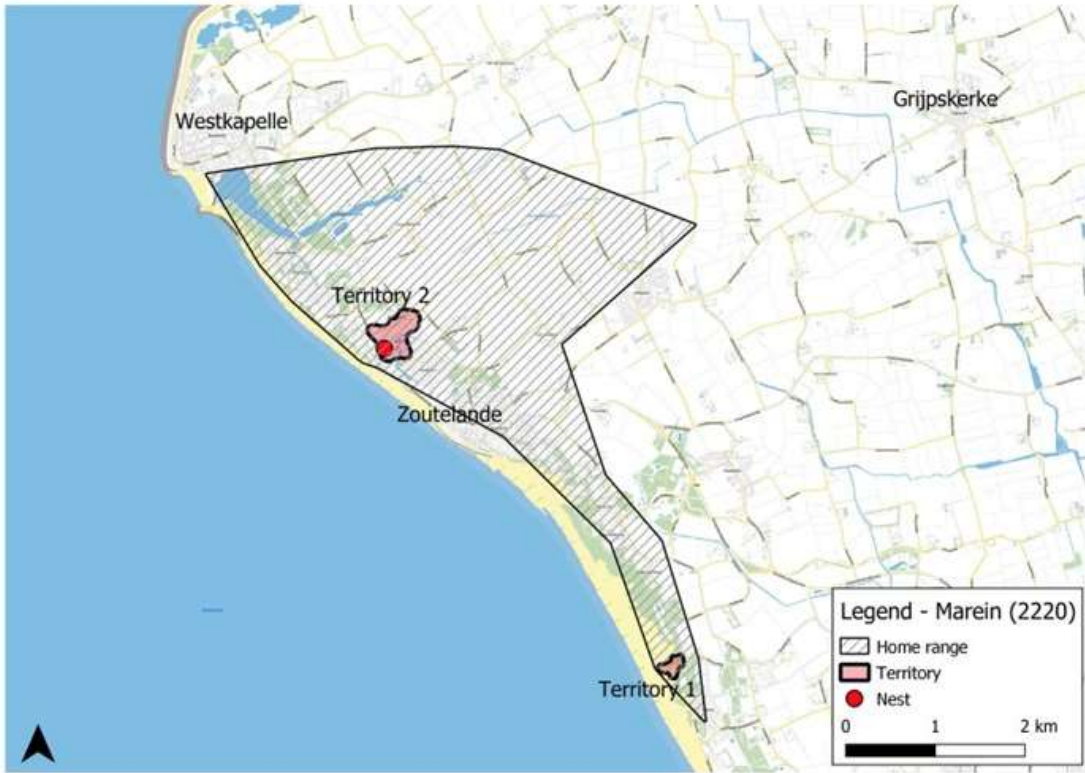 Westkapelle
Grijpskerke
Territory 2
Zoutelande
Territory 1
Legend - Marein (2220)
Home range
Territory
Nest
0 1 2 km